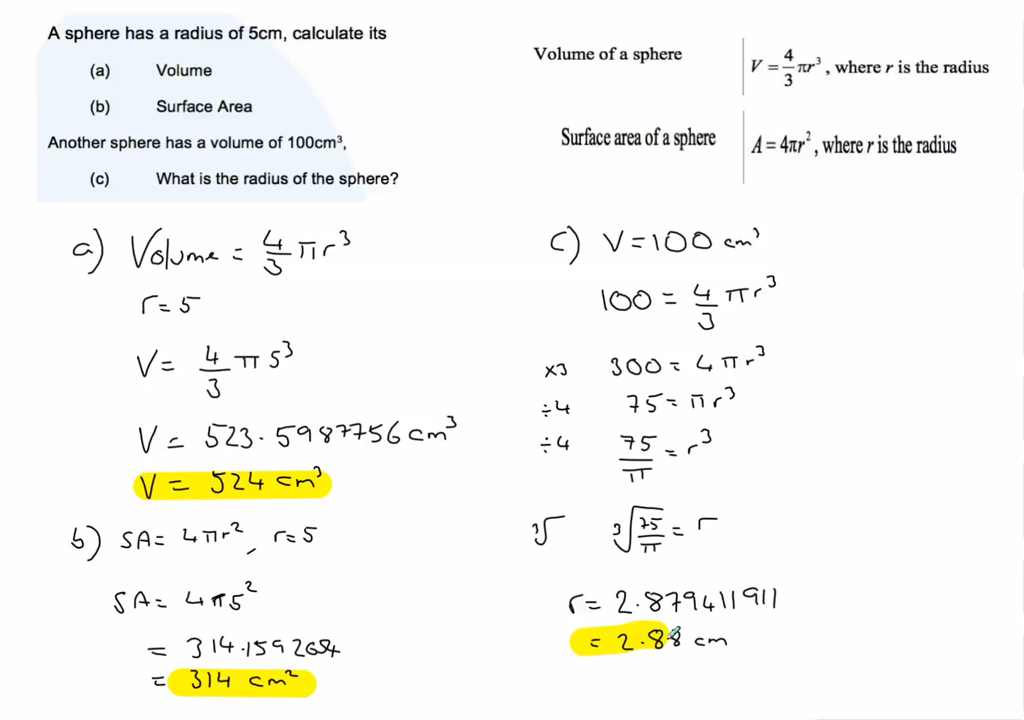 A sphere has a radius of 5cm, calculate its
(a) Volume
(b) Surface Area
Another sphere has a volume of 100cm³,
(c) What is the radius of the sphere?
Volume of a sphere
V = 4/3 πr³, where r is the radius
Surface area of a sphere
A = 4πr², where r is the radius
a) Volume = 4/3 πr³
r = 5
V = 4/3 π5³
V = 523.5987756 cm³
V = 524 cm³
b) SA = 4πr², r = 5
SA = 4π5²
= 314.1592654
= 314 cm²
c) V = 100 cm³
100 = 4/3 πr³
×3 300 = 4πr³
÷4 75 = πr³
÷4 75/π = r³
³√ ³√75/π = r
r = 2.879411911
= 2.88 cm